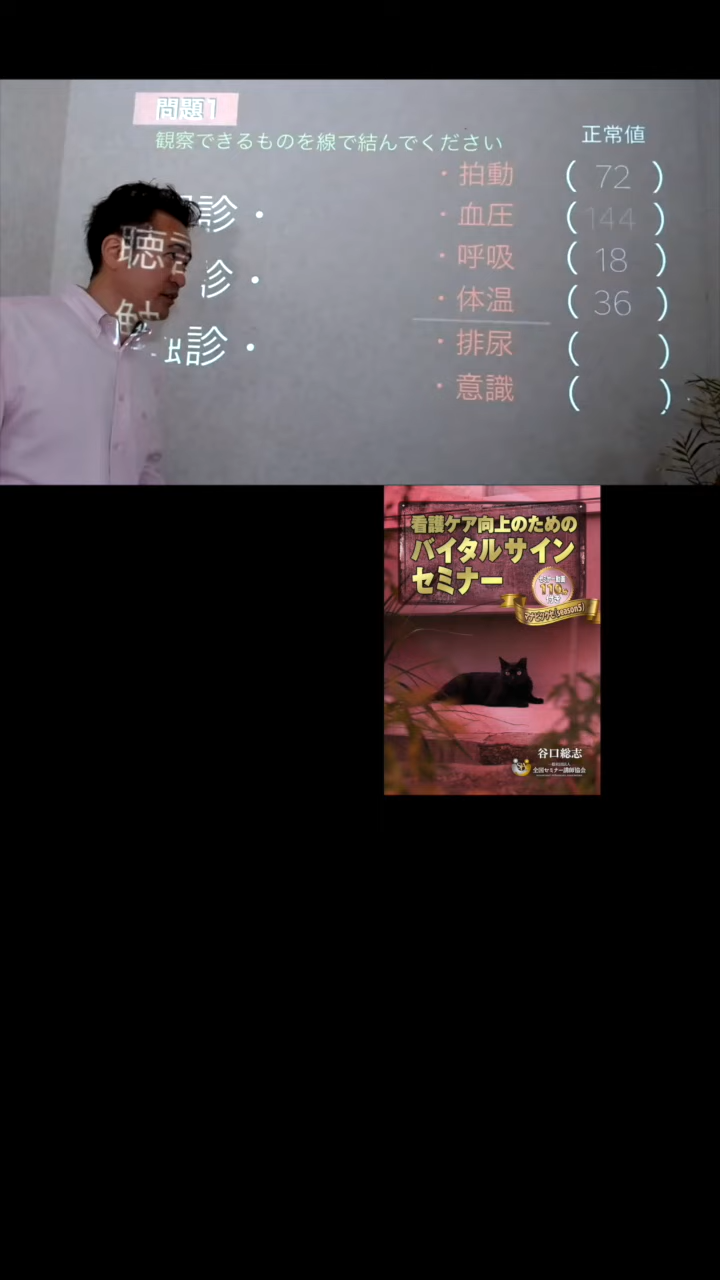 問題1
観察できるものを線で結んでください
正常値
診・
聴診・
触診・
・拍動 ( 72 )
・血圧 ( 144 )
・呼吸 ( 18 )
・体温 ( 36 )
・排尿 ( )
・意識 ( )
看護ケア向上のための
バイタルサイン
セミナー
谷口総志
全国セミナー講師協会